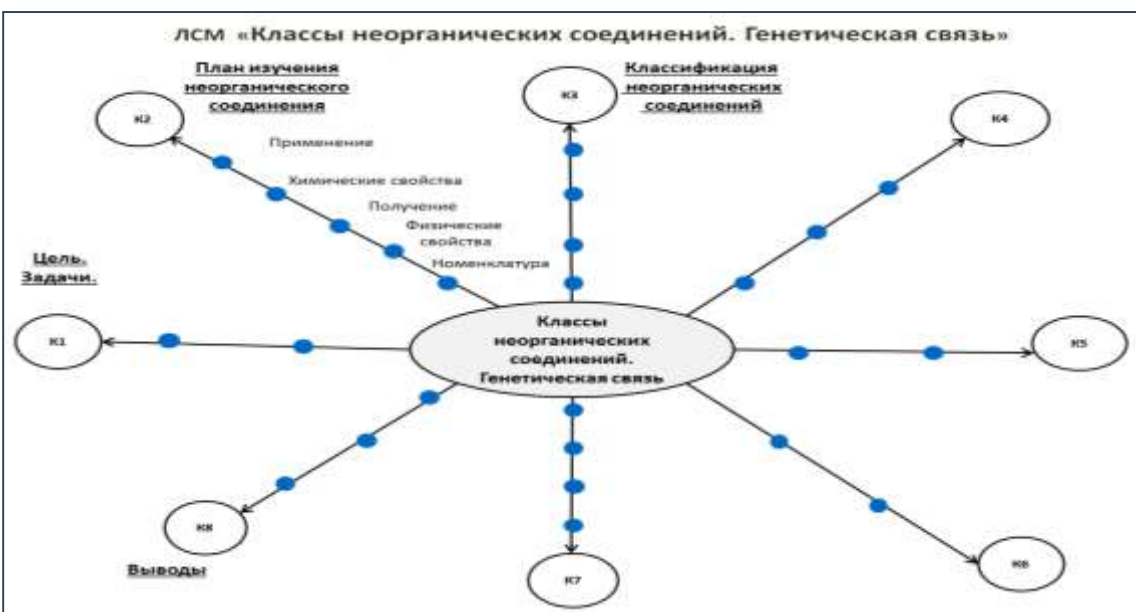 ЛСМ «Классы неорганических соединений. Генетическая связь»
План изучения
неорганического
соединения
К2
Применение
Химические свойства
Получение
Физические
свойства
Номенклатура
К3
Классификация
неорганических
соединений
К4
Цель.
Задачи.
К1
Классы
неорганических
соединений.
Генетическая связь
К5
К8
Выводы
К7
К6